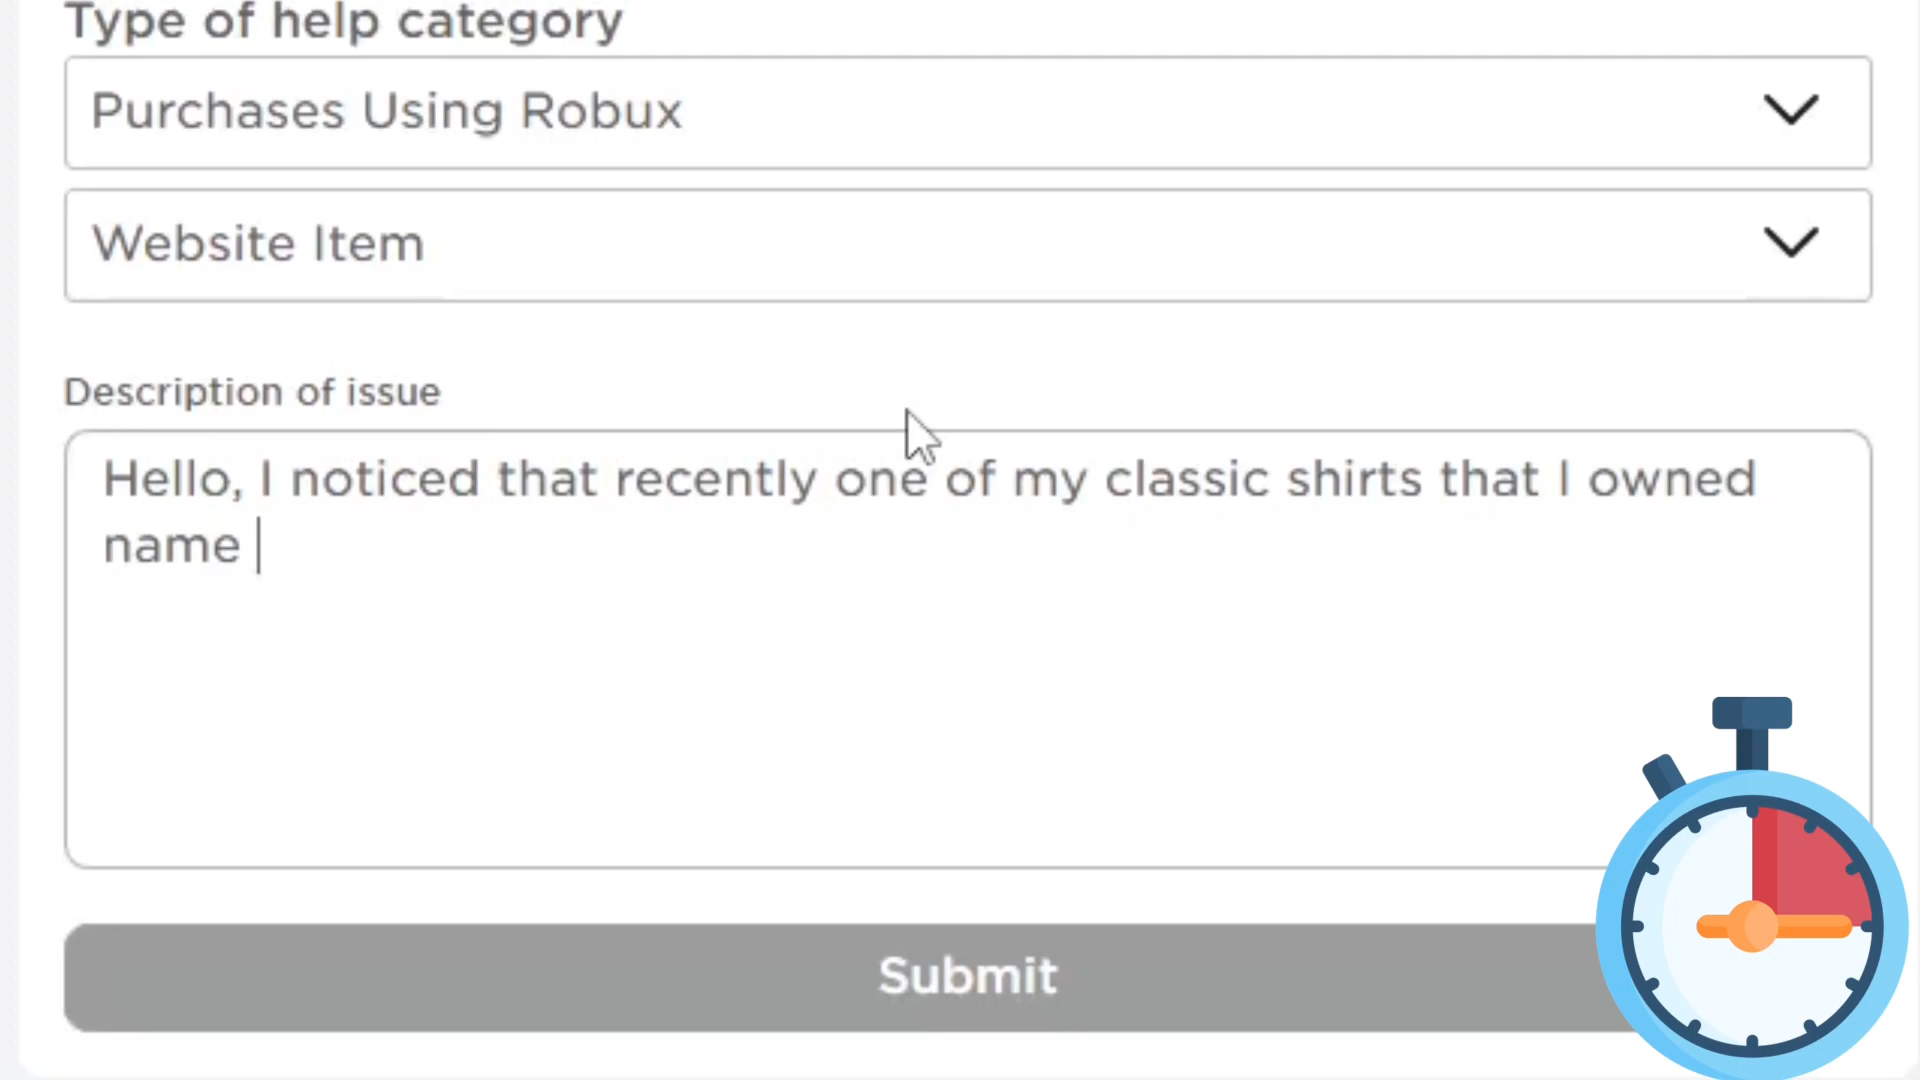 Type of help category
Purchases Using Robux
Website Item
Description of issue
Hello, I noticed that recently one of my classic shirts that I owned
name
Submit